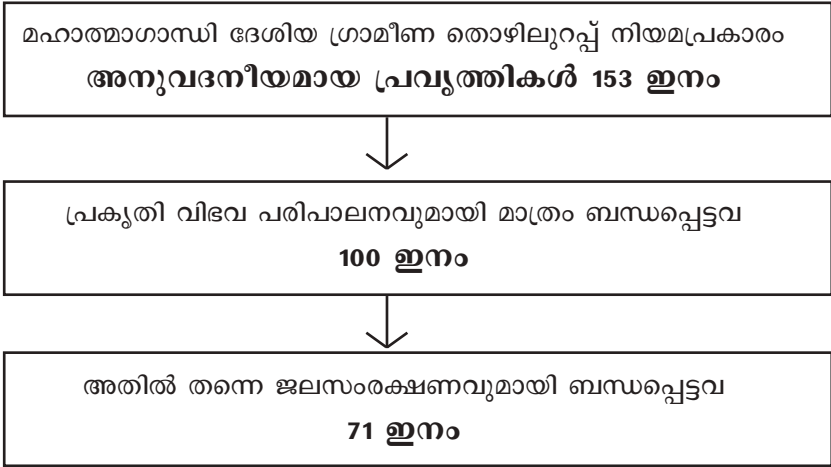 മഹാത്മാഗാന്ധി ദേശിയ ഗ്രാമീണ തൊഴിലുറപ്പ് നിയമപ്രകാരം
അനുവദനീയമായ പ്രവൃത്തികൾ 153 ഇനം
പ്രകൃതി വിഭവ പരിപാലനവുമായി മാത്രം ബന്ധപ്പെട്ടവ
100 ഇനം
അതിൽ തന്നെ ജലസംരക്ഷണവുമായി ബന്ധപ്പെട്ടവ
71 ഇനം